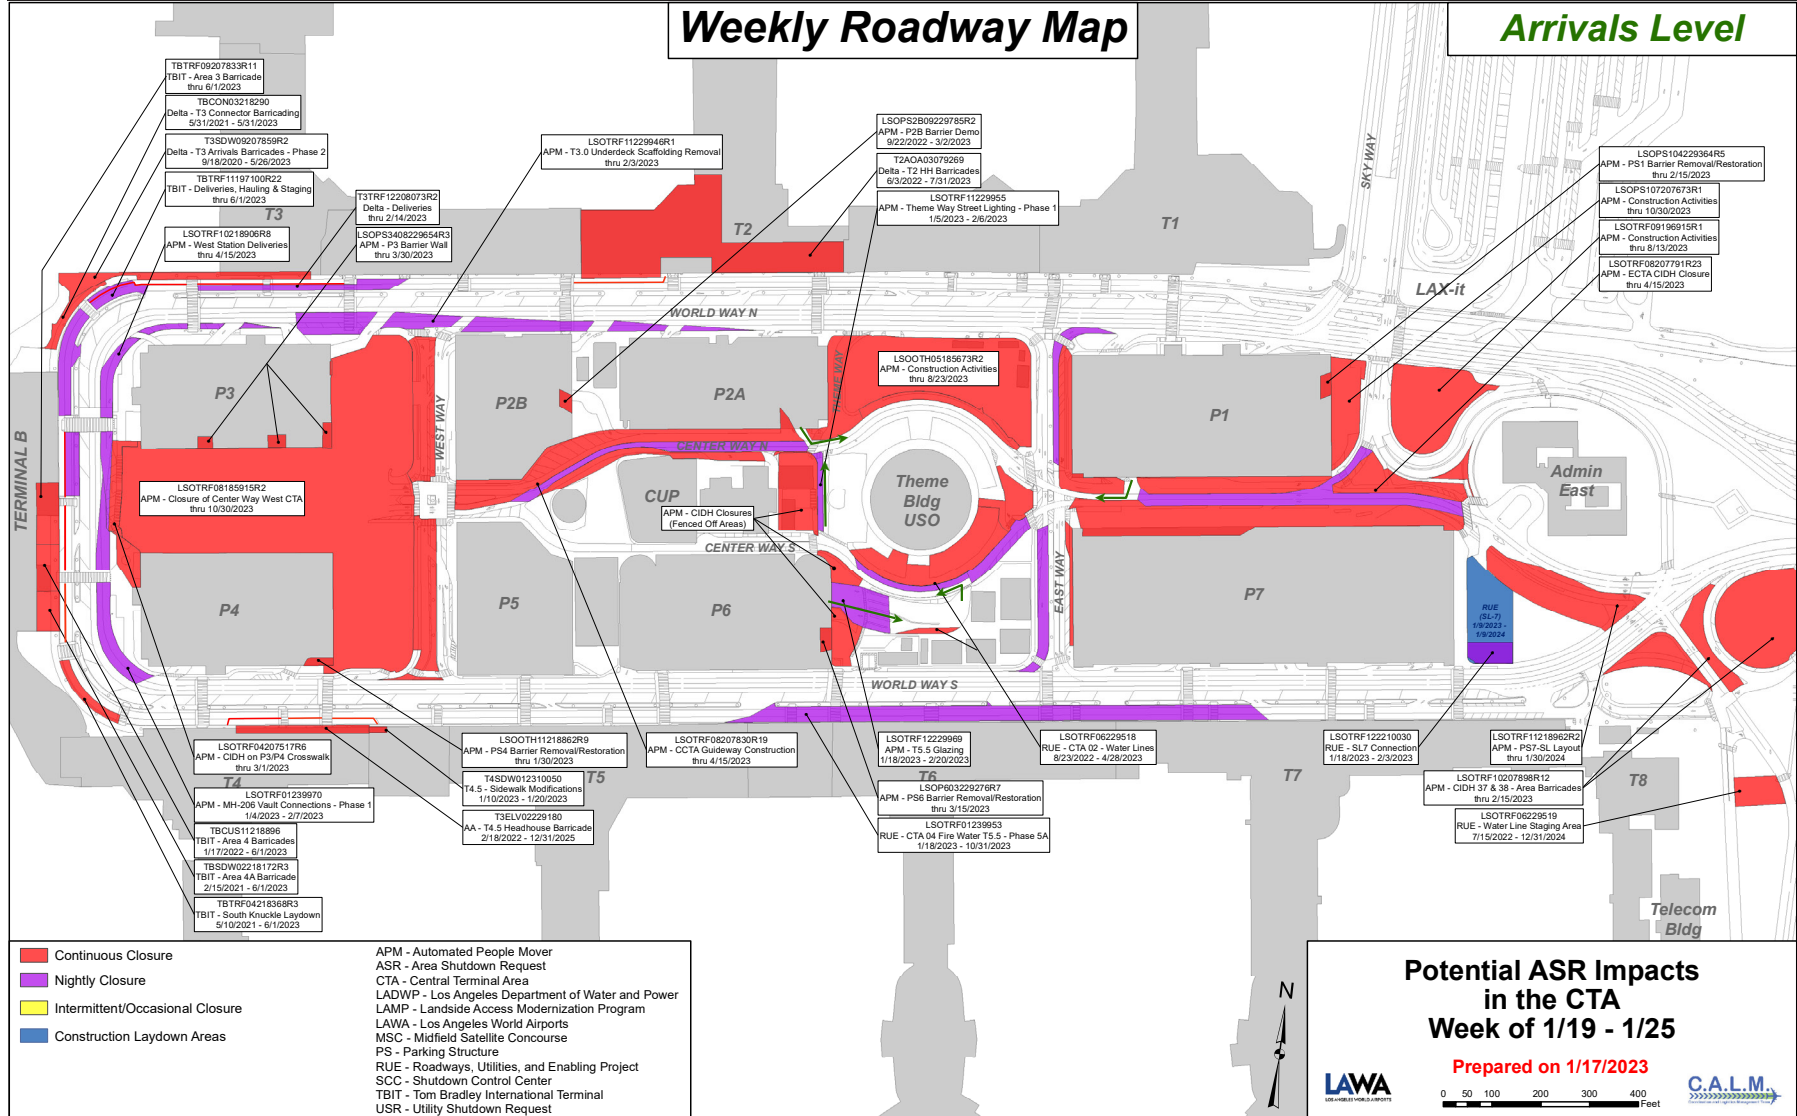 Weekly Roadway Map
Arrivals Level
TBTRF09207833R11
TBIT - Area 3 Barricade
thru 6/1/2023
TBCON03218290
Delta - T3 Connector Barricading
5/31/2021 - 5/31/2023
T3SDW09207859R2
Delta - T3 Arrivals Barricades - Phase 2
9/18/2020 - 5/26/2023
TBTRF11197100R22
TBIT - Deliveries, Hauling & Staging
thru 6/1/2023
LSOTRF10218906R8
APM - West Station Deliveries
thru 4/15/2023
T3TRF12208073R2
Delta - Deliveries
thru 2/14/2023
LSOPS3408229654R3
APM - P3 Barrier Wall
thru 3/30/2023
LSOTRF11229946R1
APM - T3.0 Underdeck Scaffolding Removal
thru 2/3/2023
LSOPS2B09229785R2
APM - P2B Barrier Demo
9/22/2022 - 3/2/2023
T2AOA03079269
Delta - T2 HH Barricades
6/3/2022 - 7/31/2023
LSOTRF11229955
APM - Theme Way Street Lighting - Phase 1
1/5/2023 - 2/6/2023
LSOPS104229364R5
APM - PS1 Barrier Removal/Restoration
thru 2/15/2023
LSOPS107207673R1
APM - Construction Activities
thru 10/30/2023
LSOTRF09196915R1
APM - Construction Activities
thru 8/13/2023
LSOTRF08207791R23
APM - ECTA CIDH Closure
thru 4/15/2023
T3
T2
T1
SKY WAY
LAX-it
WORLD WAY N
LSOOTH05185673R2
APM - Construction Activities
thru 8/23/2023
P3
WEST WAY
P2B
P2A
THEME WAY
P1
TERMINAL B
CENTER WAY N
LSOTRF08185915R2
APM - Closure of Center Way West CTA
thru 10/30/2023
CUP
Theme
Bldg
USO
Admin
East
APM - CIDH Closures
(Fenced Off Areas)
CENTER WAY S
P4
P5
P6
EAST WAY
P7
RUE
(SL-7)
1/9/2023 -
1/9/2024
WORLD WAY S
LSOTRF04207517R6
APM - CIDH on P3/P4 Crosswalk
thru 3/1/2023
LSOOTH11218862R9
APM - PS4 Barrier Removal/Restoration
thru 1/30/2023
LSOTRF08207830R19
APM - CCTA Guideway Construction
thru 4/15/2023
LSOTRF12229969
APM - T5.5 Glazing
1/18/2023 - 2/20/2023
LSOTRF06229518
RUE - CTA 02 - Water Lines
8/23/2022 - 4/28/2023
LSOTRF122210030
RUE - SL7 Connection
1/18/2023 - 2/3/2023
LSOTRF11218962R2
APM - PS7-SL Layout
thru 1/30/2024
T4
T5
T6
T7
T8
T4SDW012310050
T4.5 - Sidewalk Modifications
1/10/2023 - 1/20/2023
LSOTRF10207898R12
APM - CIDH 37 & 38 - Area Barricades
thru 2/15/2023
LSOTRF01239970
APM - MH-206 Vault Connections - Phase 1
1/4/2023 - 2/7/2023
LSOP603229276R7
APM - PS6 Barrier Removal/Restoration
thru 3/15/2023
T3ELV02229180
AA - T4.5 Headhouse Barricade
2/18/2022 - 12/31/2025
LSOTRF06229519
RUE - Water Line Staging Area
7/15/2022 - 12/31/2024
TBCUS11218896
TBIT - Area 4 Barricades
1/17/2022 - 6/1/2023
LSOTRF01239953
RUE - CTA 04 Fire Water T5.5 - Phase 5A
1/18/2023 - 10/31/2023
TBSDW02218172R3
TBIT - Area 4A Barricade
2/15/2021 - 6/1/2023
TBTRF04218368R3
TBIT - South Knuckle Laydown
5/10/2021 - 6/1/2023
Telecom
Bldg
Continuous Closure
Nightly Closure
Intermittent/Occasional Closure
Construction Laydown Areas
APM - Automated People Mover
ASR - Area Shutdown Request
CTA - Central Terminal Area
LADWP - Los Angeles Department of Water and Power
LAMP - Landside Access Modernization Program
LAWA - Los Angeles World Airports
MSC - Midfield Satellite Concourse
PS - Parking Structure
RUE - Roadways, Utilities, and Enabling Project
SCC - Shutdown Control Center
TBIT - Tom Bradley International Terminal
USR - Utility Shutdown Request
N
Potential ASR Impacts
in the CTA
Week of 1/19 - 1/25
Prepared on 1/17/2023
LAWA
LOS ANGELES WORLD AIRPORTS
0 50 100 200 300 400
Feet
C.A.L.M.